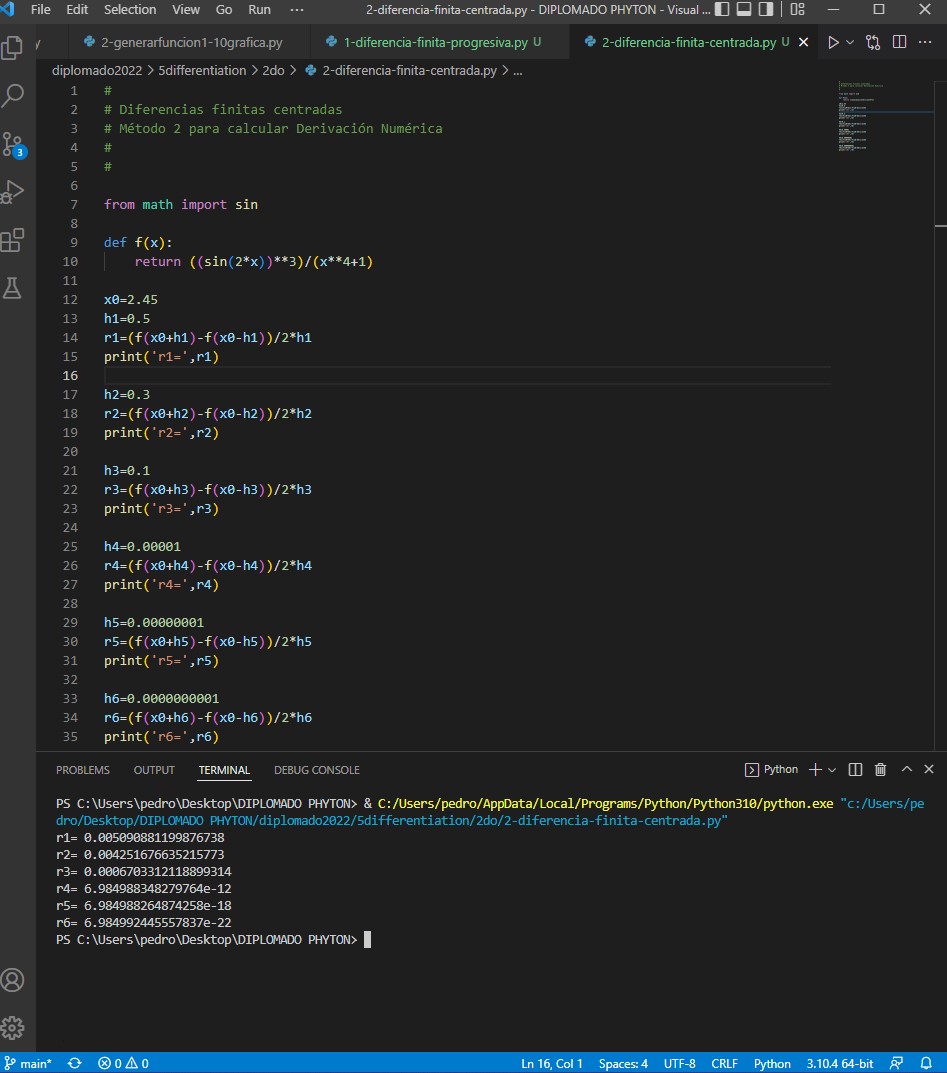 File Edit Selection View Go Run ··· 2-diferencia-finita-centrada.py - DIPLOMADO PHYTON - Visual ...
y 2-generarfuncion1-10grafica.py 1-diferencia-finita-progresiva.py U 2-diferencia-finita-centrada.py U
diplomado2022 > 5differentiation > 2do > 2-diferencia-finita-centrada.py > ...
1 #
2 # Diferencias finitas centradas
3 # Método 2 para calcular Derivación Numérica
4 #
5 #
6
7 from math import sin
8
9 def f(x):
10 return ((sin(2*x))**3)/(x**4+1)
11
12 x0=2.45
13 h1=0.5
14 r1=(f(x0+h1)-f(x0-h1))/2*h1
15 print('r1=',r1)
16
17 h2=0.3
18 r2=(f(x0+h2)-f(x0-h2))/2*h2
19 print('r2=',r2)
20
21 h3=0.1
22 r3=(f(x0+h3)-f(x0-h3))/2*h3
23 print('r3=',r3)
24
25 h4=0.00001
26 r4=(f(x0+h4)-f(x0-h4))/2*h4
27 print('r4=',r4)
28
29 h5=0.00000001
30 r5=(f(x0+h5)-f(x0-h5))/2*h5
31 print('r5=',r5)
32
33 h6=0.0000000001
34 r6=(f(x0+h6)-f(x0-h6))/2*h6
35 print('r6=',r6)
3
PROBLEMS OUTPUT TERMINAL DEBUG CONSOLE Python
PS C:\Users\pedro\Desktop\DIPLOMADO PHYTON> & C:/Users/pedro/AppData/Local/Programs/Python/Python310/python.exe "c:/Users/pe
dro/Desktop/DIPLOMADO PHYTON/diplomado2022/5differentiation/2do/2-diferencia-finita-centrada.py"
r1= 0.005090881199876738
r2= 0.004251676635215773
r3= 0.0006703312118899314
r4= 6.984988348279764e-12
r5= 6.984988264874258e-18
r6= 6.984992445557837e-22
PS C:\Users\pedro\Desktop\DIPLOMADO PHYTON>
main* 0 0 Ln 16, Col 1 Spaces: 4 UTF-8 CRLF Python 3.10.4 64-bit